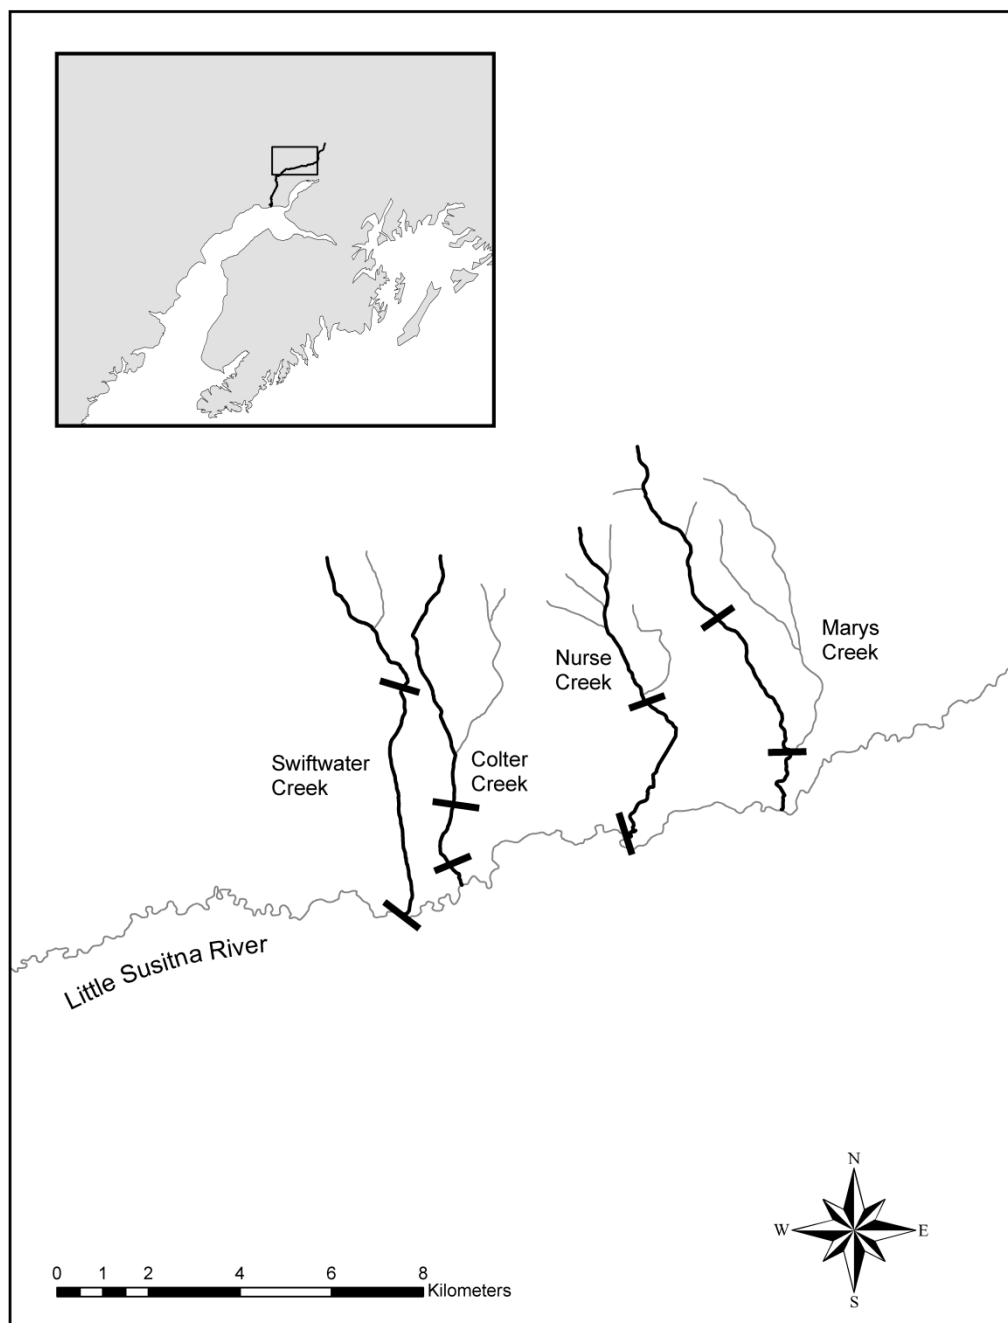 Marys
Creek
Nurse
Creek
Swiftwater
Creek
Colter
Creek
Little Susitna River
N
W
E
S
0 1 2 4 6 8
Kilometers